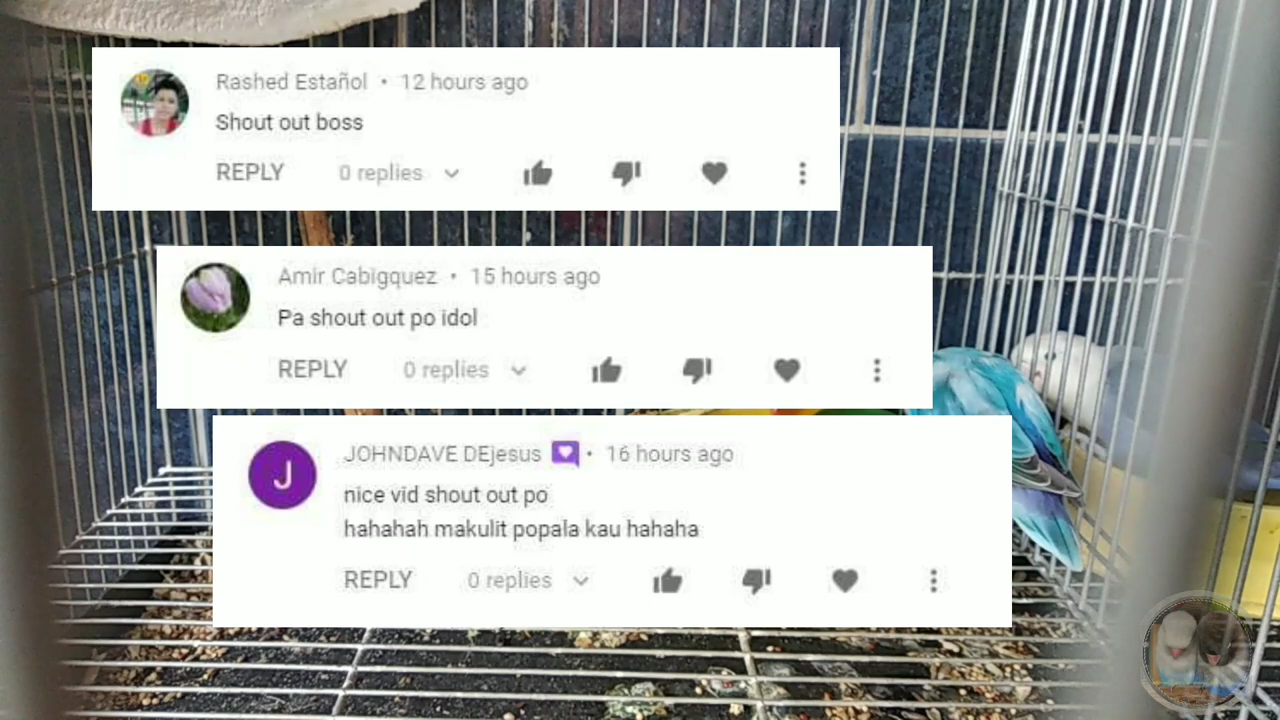 Rashed Estañol • 12 hours ago
Shout out boss
REPLY 0 replies
Amir Cabigquez • 15 hours ago
Pa shout out po idol
REPLY 0 replies
J
JOHNDAVE DEjesus • 16 hours ago
nice vid shout out po
hahahah makulit popala kau hahaha
REPLY 0 replies